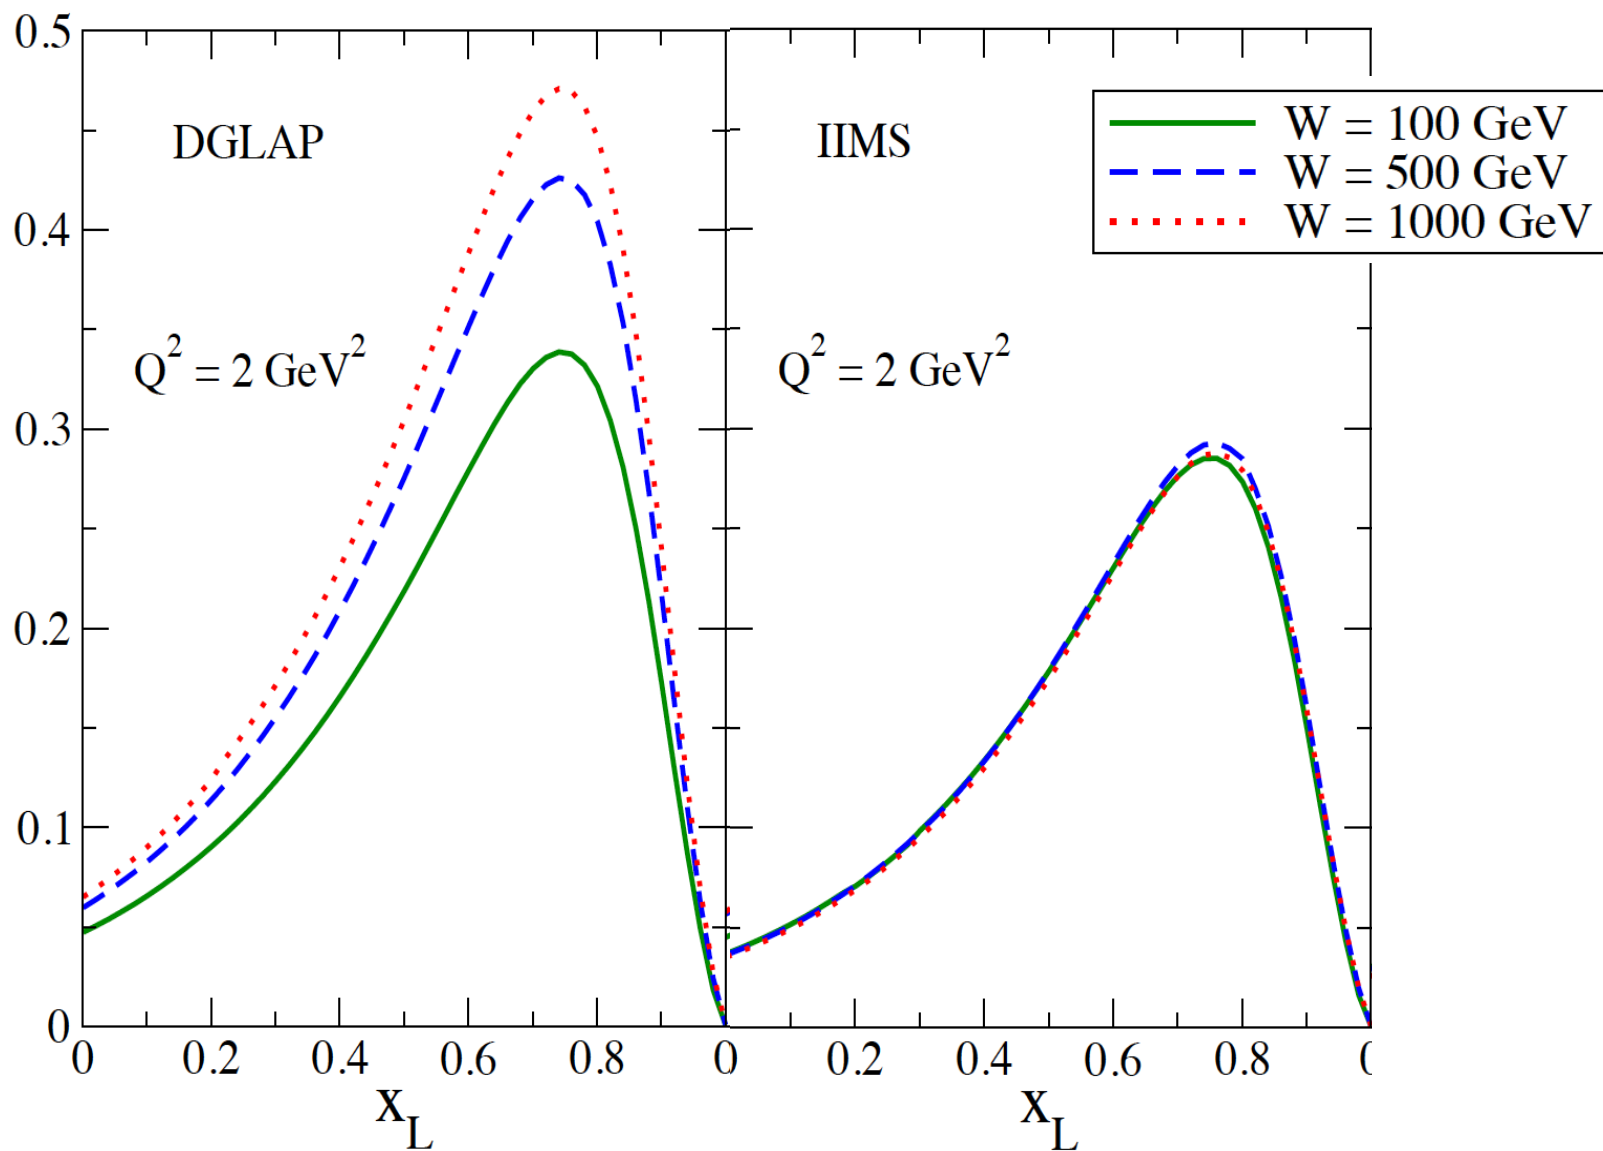 0.5
0.4
0.3
0.2
0.1
0
DGLAP
Q² = 2 GeV²
0 0.2 0.4 0.6 0.8 0
x_L
IIMS
Q² = 2 GeV²
0.2 0.4 0.6 0.8
x_L
W = 100 GeV
W = 500 GeV
W = 1000 GeV